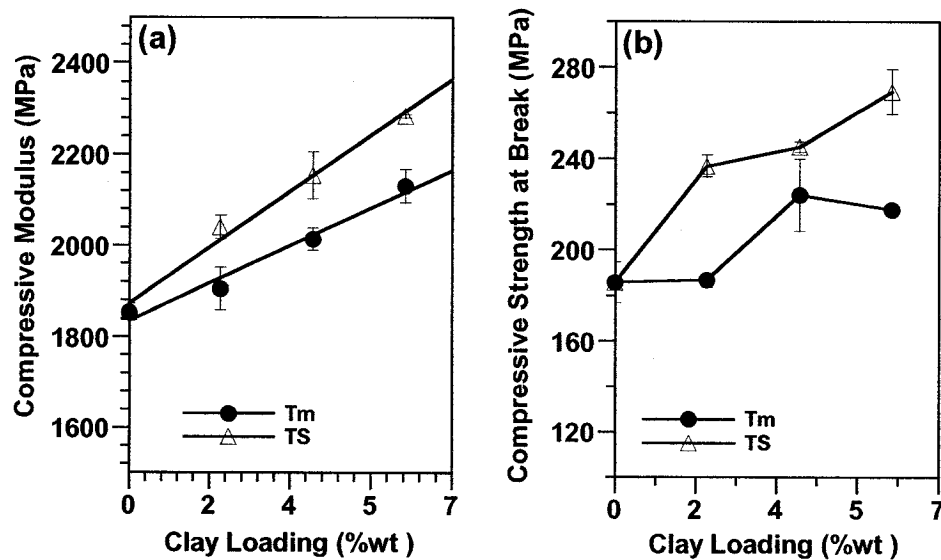 (a)
Compressive Modulus (MPa)
2400
2200
2000
1800
1600
Tm
TS
0 2 4 5 7
Clay Loading (%wt )
(b)
Compressive Strength at Break (MPa)
280
240
200
160
120
Tm
TS
0 1 2 4 5 6 7
Clay Loading (%wt )